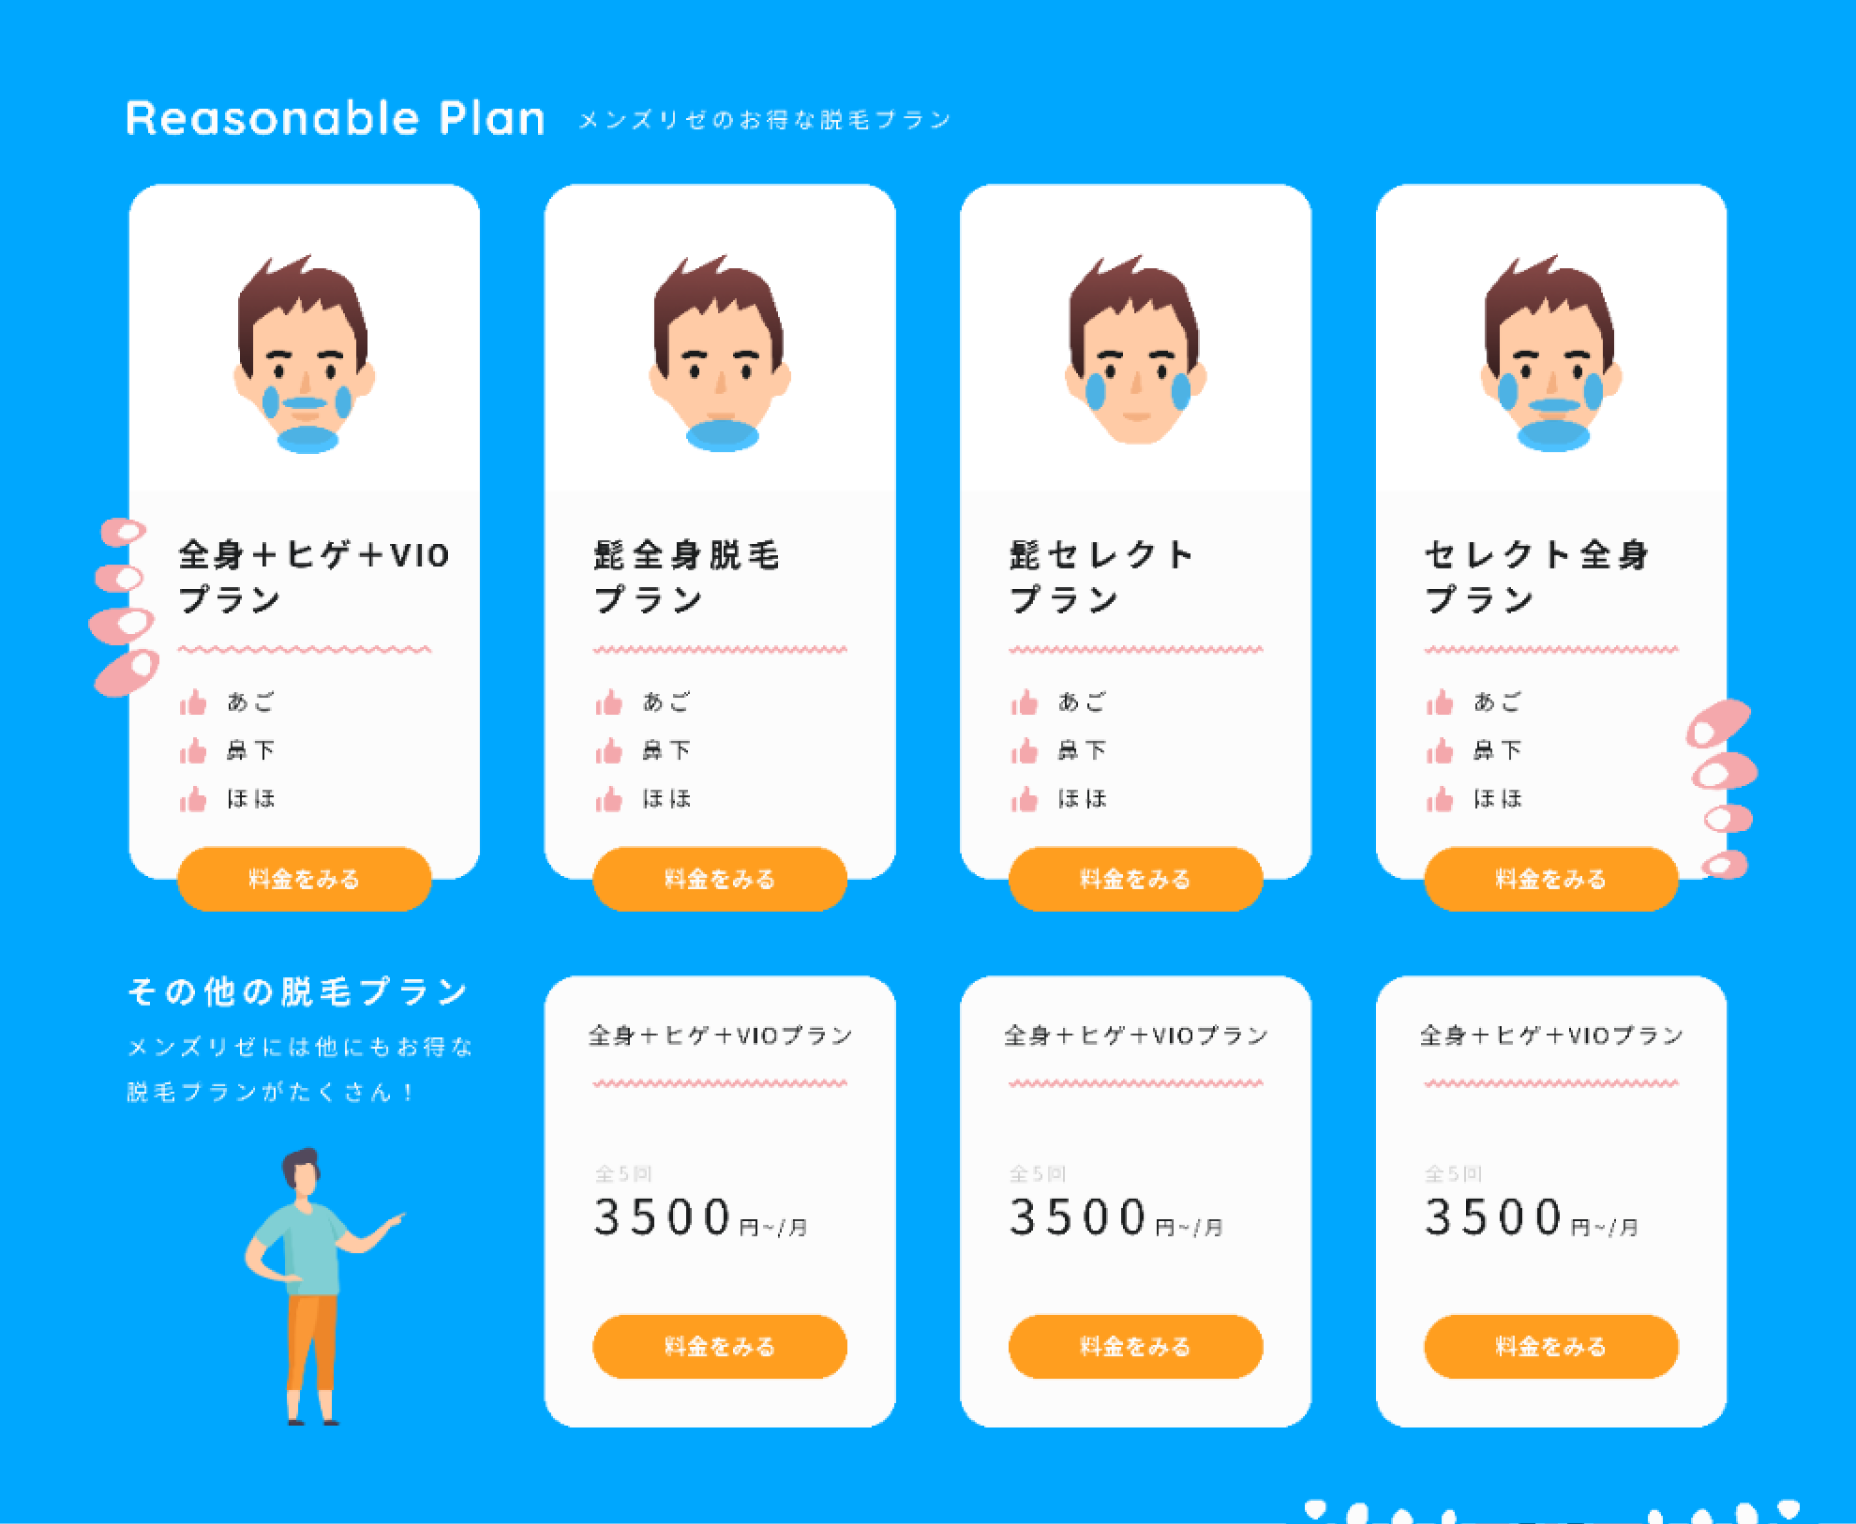 Reasonable Plan メンズリゼのお得な脱毛プラン
全身＋ヒゲ＋VIO
プラン
あご
鼻下
ほほ
料金をみる
髭全身脱毛
プラン
あご
鼻下
ほほ
料金をみる
髭セレクト
プラン
あご
鼻下
ほほ
料金をみる
セレクト全身
プラン
あご
鼻下
ほほ
料金をみる
その他の脱毛プラン
メンズリゼには他にもお得な
脱毛プランがたくさん！
全身＋ヒゲ＋VIOプラン
全5回
3500円~/月
料金をみる
全身＋ヒゲ＋VIOプラン
全5回
3500円~/月
料金をみる
全身＋ヒゲ＋VIOプラン
全5回
3500円~/月
料金をみる